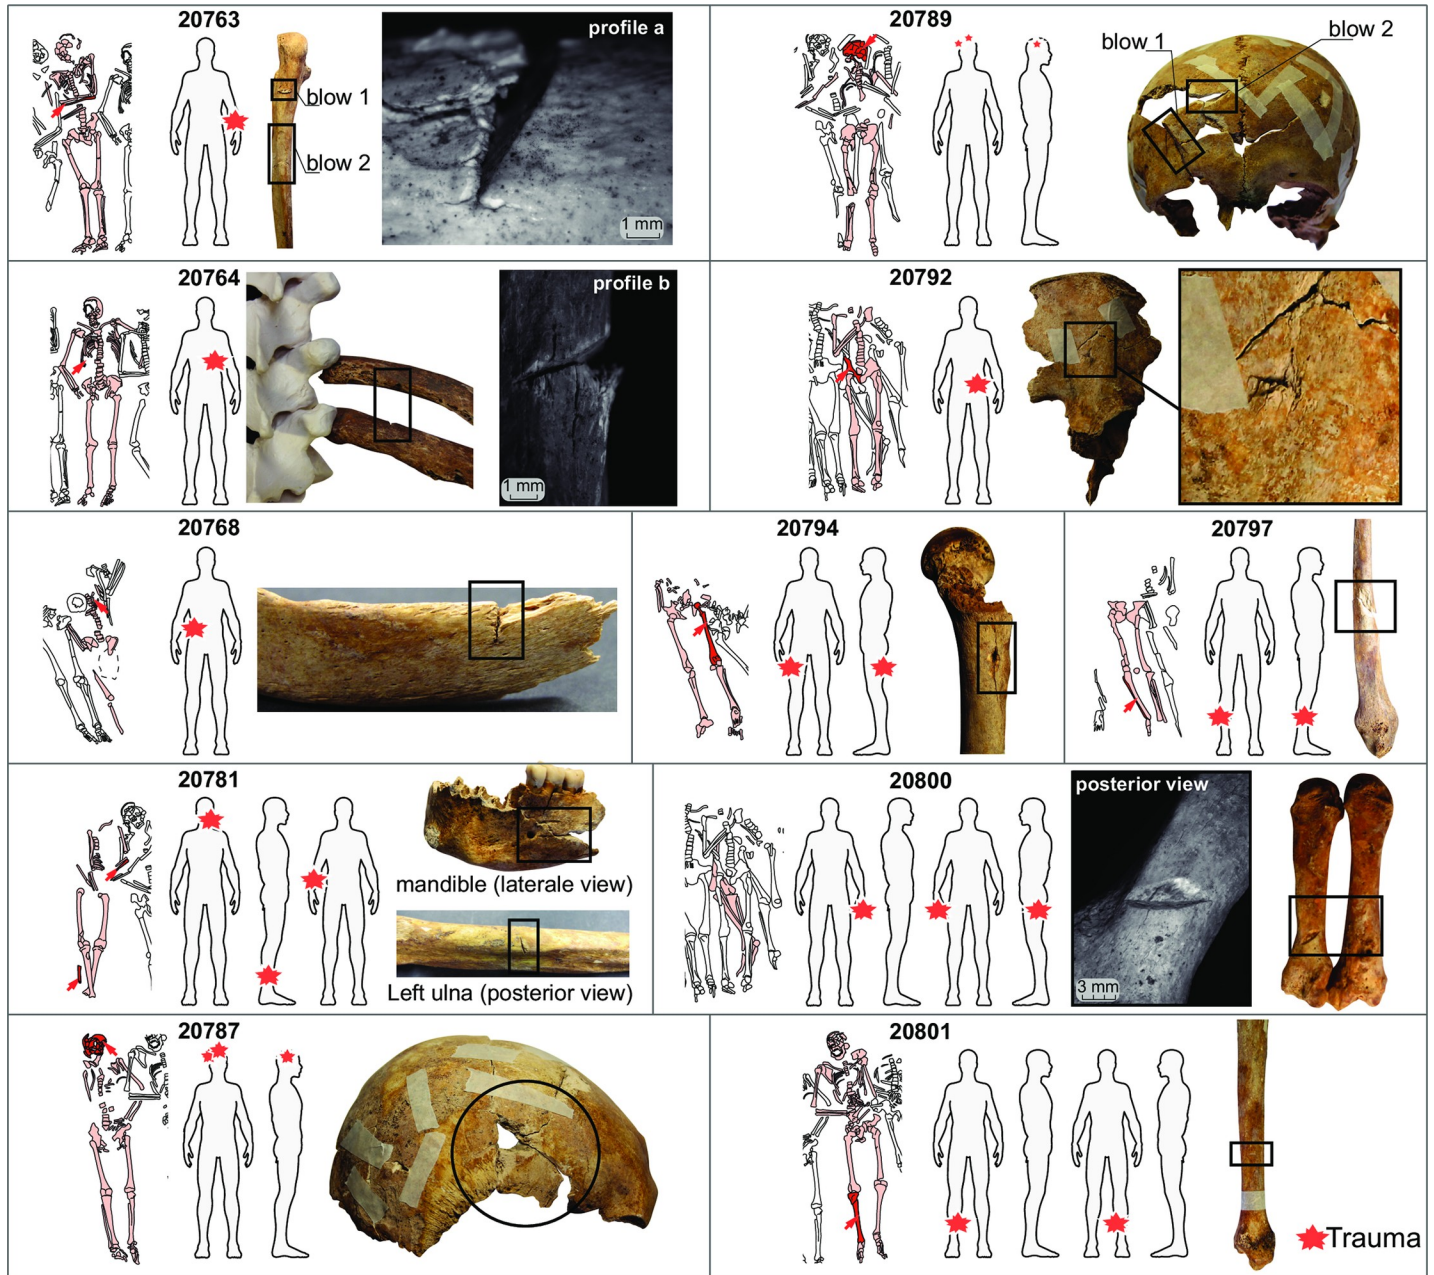 20763
blow 1
blow 2
profile a
1 mm
20789
blow 1
blow 2
20764
profile b
1 mm
20792
20768
20794
20797
20781
mandible (laterale view)
Left ulna (posterior view)
20800
posterior view
3 mm
20787
20801
Trauma